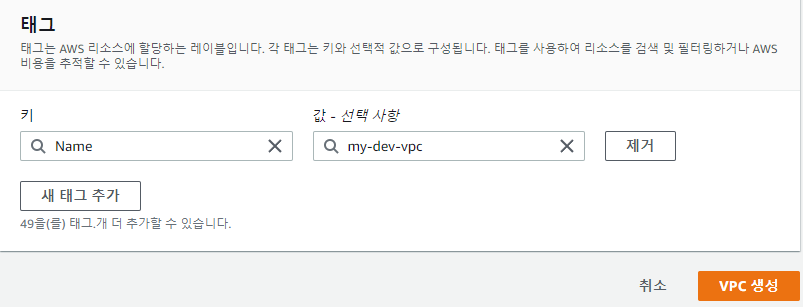 태그
태그는 AWS 리소스에 할당하는 레이블입니다. 각 태그는 키와 선택적 값으로 구성됩니다. 태그를 사용하여 리소스를 검색 및 필터링하거나 AWS
비용을 추적할 수 있습니다.
키
값 - 선택 사항
Name
my-dev-vpc
제거
새 태그 추가
49을(를) 태그.개 더 추가할 수 있습니다.
취소
VPC 생성